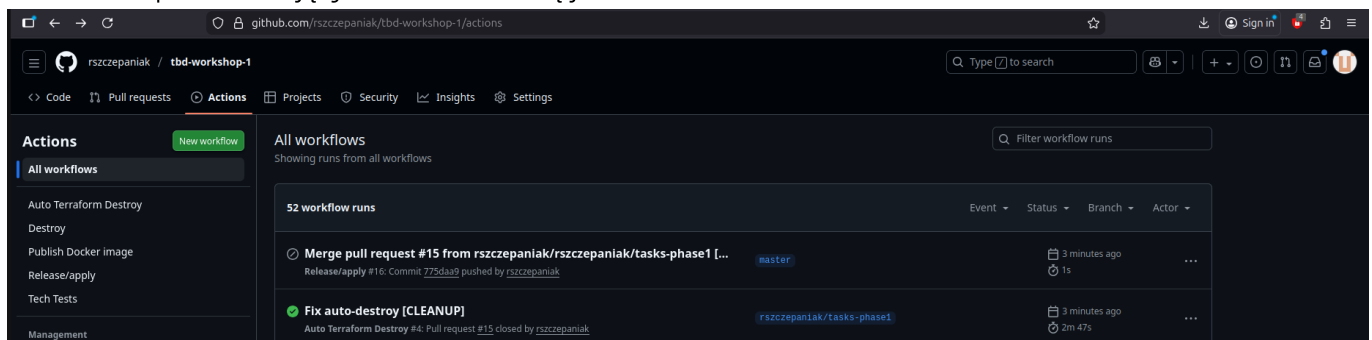 github.com/rszczepaniak/tbd-workshop-1/actions
Sign in
4
rszczepaniak / tbd-workshop-1
Type / to search
<> Code
Pull requests
Actions
Projects
Security
Insights
Settings
Actions
New workflow
All workflows
Auto Terraform Destroy
Destroy
Publish Docker image
Release/apply
Tech Tests
Management
All workflows
Showing runs from all workflows
Filter workflow runs
52 workflow runs
Event
Status
Branch
Actor
Merge pull request #15 from rszczepaniak/rszczepaniak/tasks-phase1 [...
Release/apply #16: Commit 775daa9 pushed by rszczepaniak
master
3 minutes ago
1s
Fix auto-destroy [CLEANUP]
Auto Terraform Destroy #4: Pull request #15 closed by rszczepaniak
rszczepaniak/tasks-phase1
3 minutes ago
2m 47s